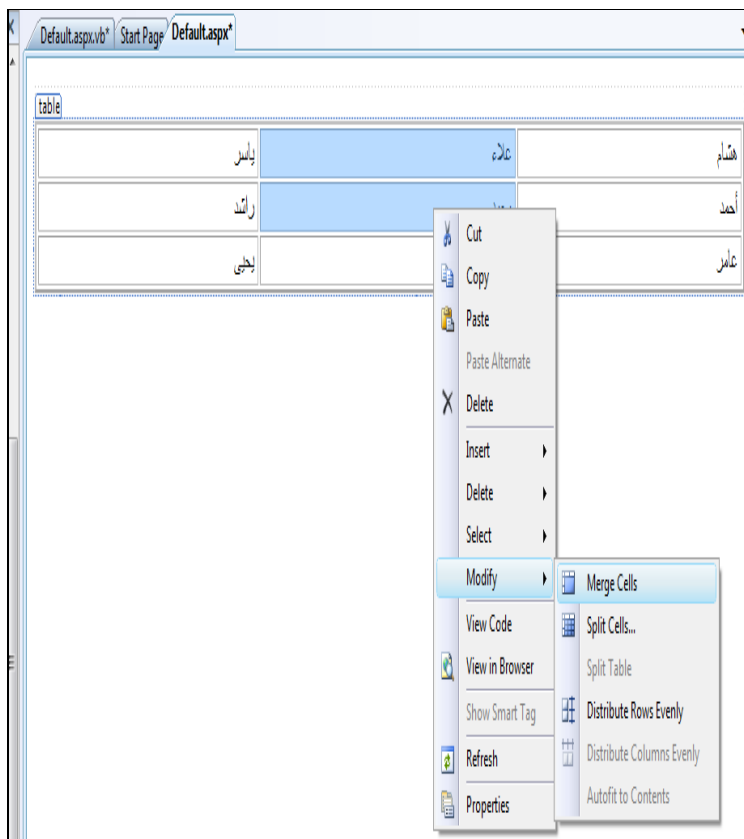 Default.aspx.vb* Start Page Default.aspx*
table
هشام علاء ياسر
أحمد راشد
عامر يحيى
Cut
Copy
Paste
Paste Alternate
Delete
Insert
Delete
Select
Modify
Merge Cells
View Code
Split Cells...
View in Browser
Split Table
Show Smart Tag
Distribute Rows Evenly
Refresh
Distribute Columns Evenly
Properties
Autofit to Contents